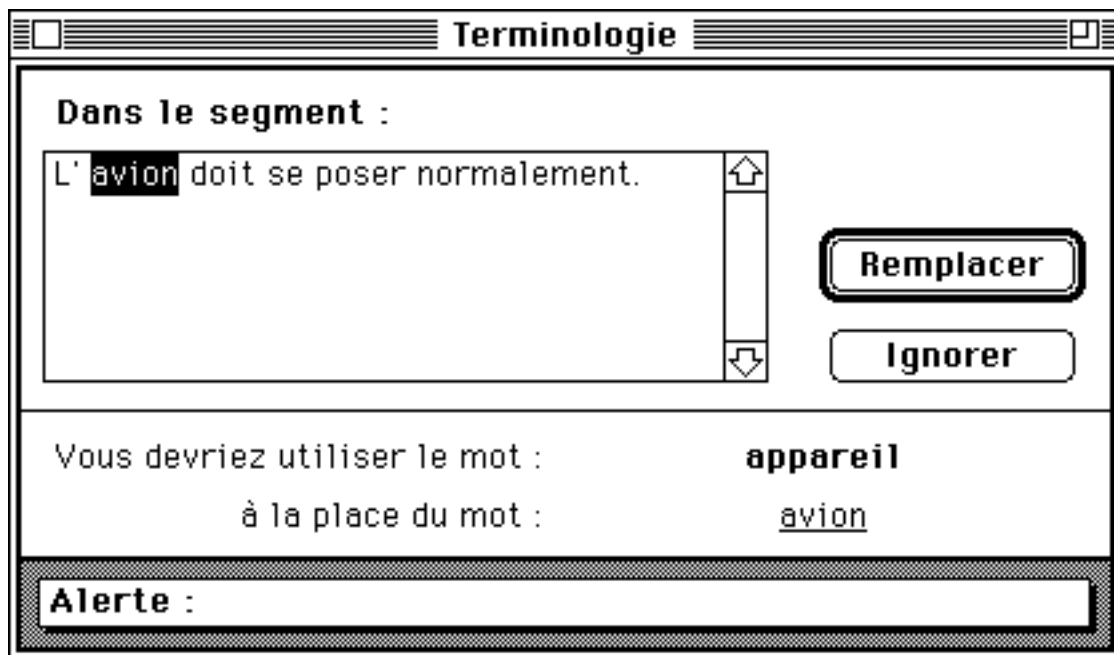 Terminologie
Dans le segment :
L' avion doit se poser normalement.
Remplacer
Ignorer
Vous devriez utiliser le mot : appareil
à la place du mot : avion
Alerte :